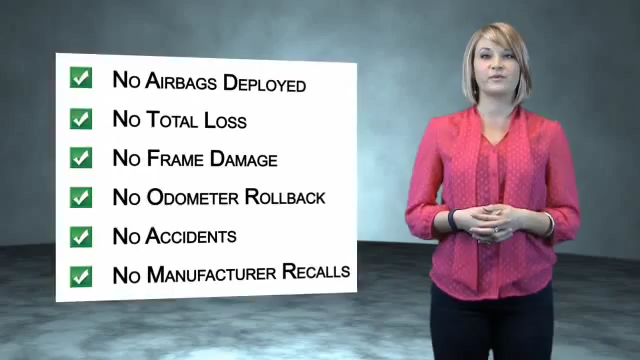 No Airbags Deployed
No Total Loss
No Frame Damage
No Odometer Rollback
No Accidents
No Manufacturer Recalls